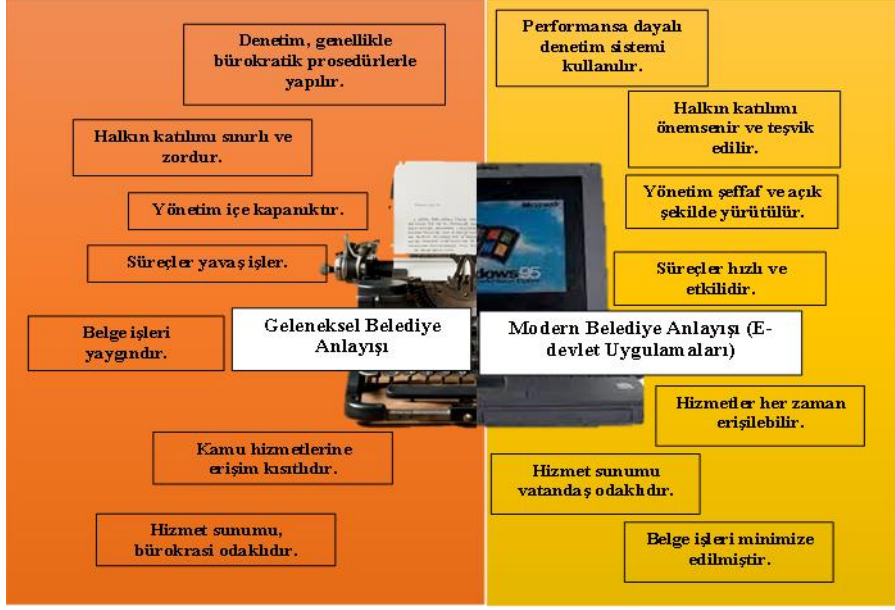 Denetim, genellikle
bürokratik prosedürlerle
yapılır.
Halkın katılımı sınırlı ve
zordur.
Yönetim içe kapanıktır.
Süreçler yavaş işler.
Belge işleri
yaygındır.
Geleneksel Belediye
Anlayışı
Kamu hizmetlerine
erişim kısıtlıdır.
Hizmet sunumu,
bürokrasi odaklıdır.
Performansa dayalı
denetim sistemi
kullanılır.
Halkın katılımı
önemsenir ve teşvik
edilir.
Yönetim şeffaf ve açık
şekilde yürütülür.
Microsoft
dows95
Süreçler hızlı ve
etkilidir.
Modern Belediye Anlayışı (E-
devlet Uygulamaları)
Hizmetler her zaman
erişilebilir.
Hizmet sunumu
vatandaş odaklıdır.
Belge işleri minimize
edilmiştir.